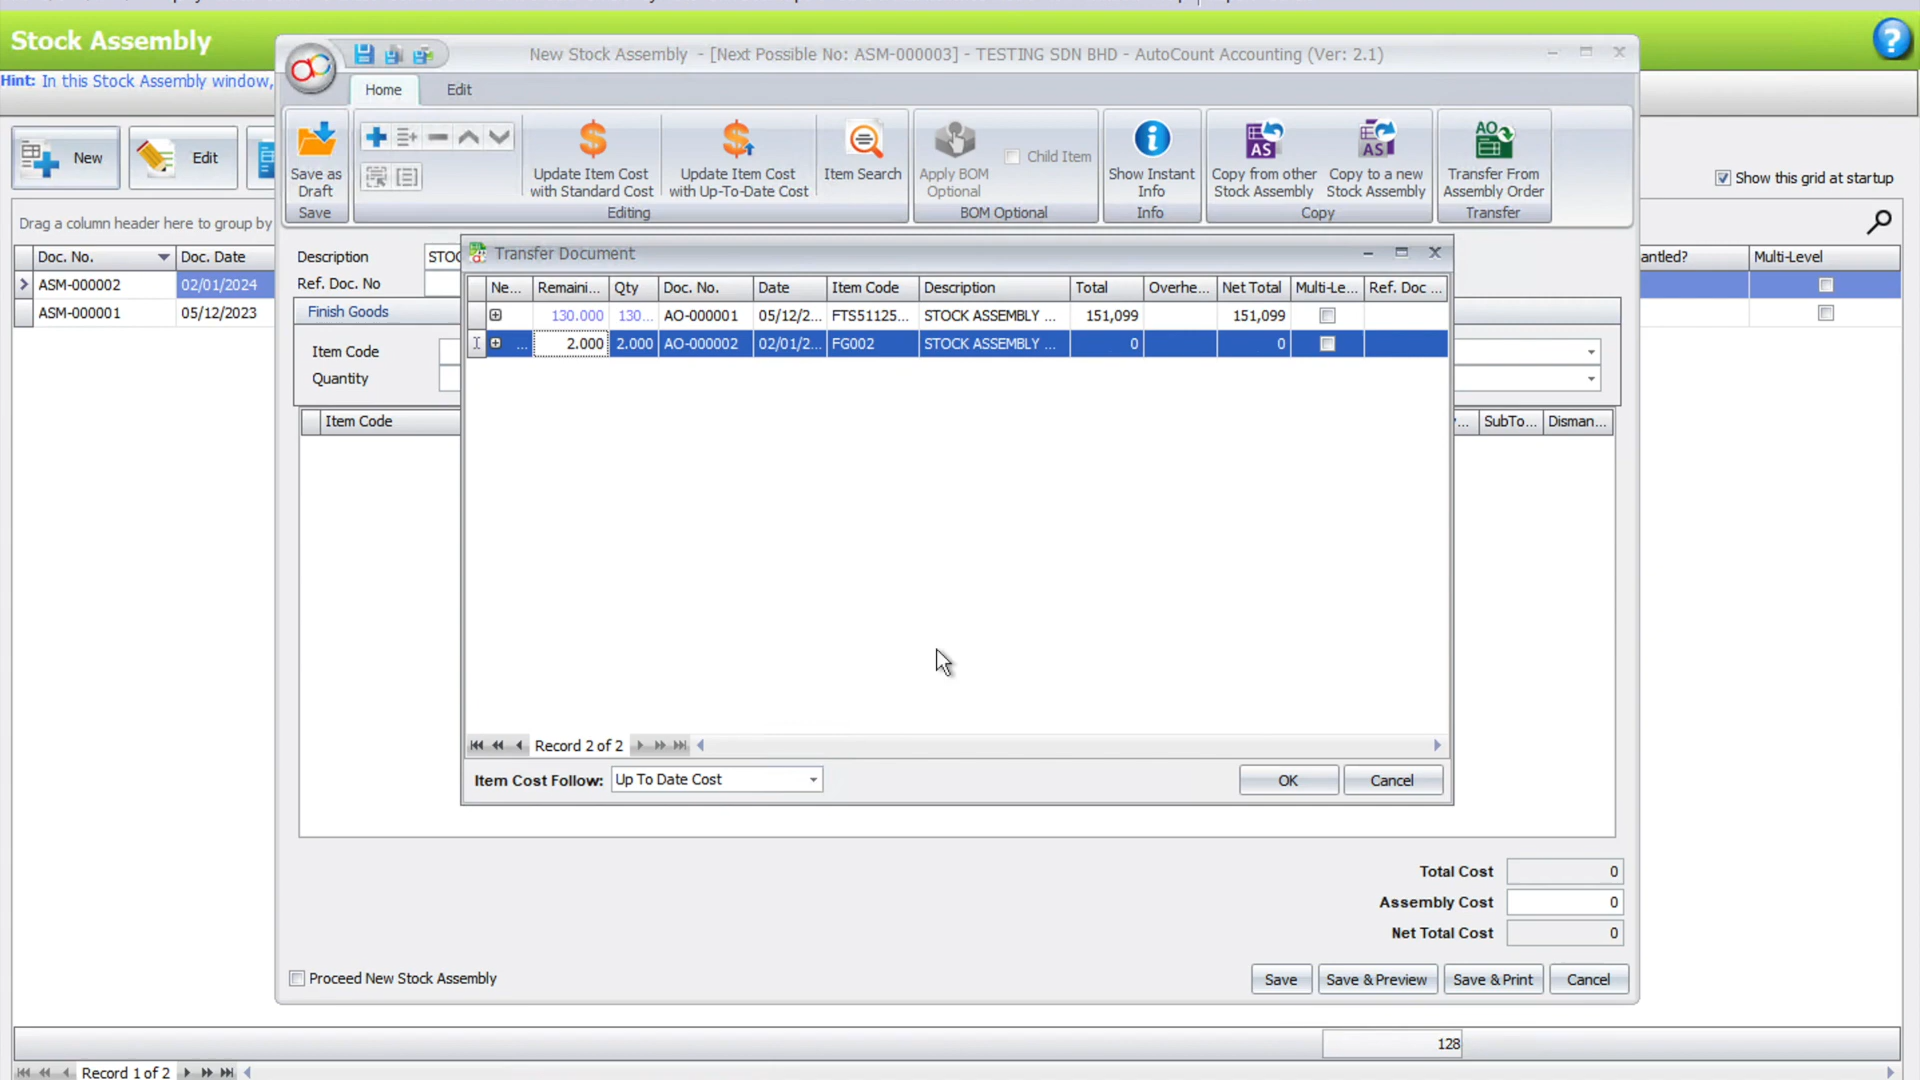 Stock Assembly
Hint: In this Stock Assembly window,
New
Edit
Show this grid at startup
Drag a column header here to group by
Doc. No.
Doc. Date
antled?
Multi-Level
ASM-000002
02/01/2024
ASM-000001
05/12/2023
New Stock Assembly - [Next Possible No: ASM-000003] - TESTING SDN BHD - AutoCount Accounting (Ver: 2.1)
Home
Edit
Save as Draft
Save
Update Item Cost with Standard Cost
Update Item Cost with Up-To-Date Cost
Item Search
Editing
Apply BOM Optional
Child Item
BOM Optional
Show Instant Info
Info
Copy from other Stock Assembly
Copy to a new Stock Assembly
Copy
Transfer From Assembly Order
Transfer
Description
STOC
Ref. Doc. No
Finish Goods
Item Code
Quantity
Item Code
SubTo...
Disman...
Transfer Document
Ne... Remaini... Qty Doc. No. Date Item Code Description Total Overhe... Net Total Multi-Le... Ref. Doc ...
130.000 130... AO-000001 05/12/2... FTS51125... STOCK ASSEMBLY ... 151,099 151,099
... 2.000 2.000 AO-000002 02/01/2... FG002 STOCK ASSEMBLY ... 0 0
Record 2 of 2
Item Cost Follow: Up To Date Cost
OK
Cancel
Total Cost 0
Assembly Cost 0
Net Total Cost 0
Proceed New Stock Assembly
Save
Save & Preview
Save & Print
Cancel
128
Record 1 of 2